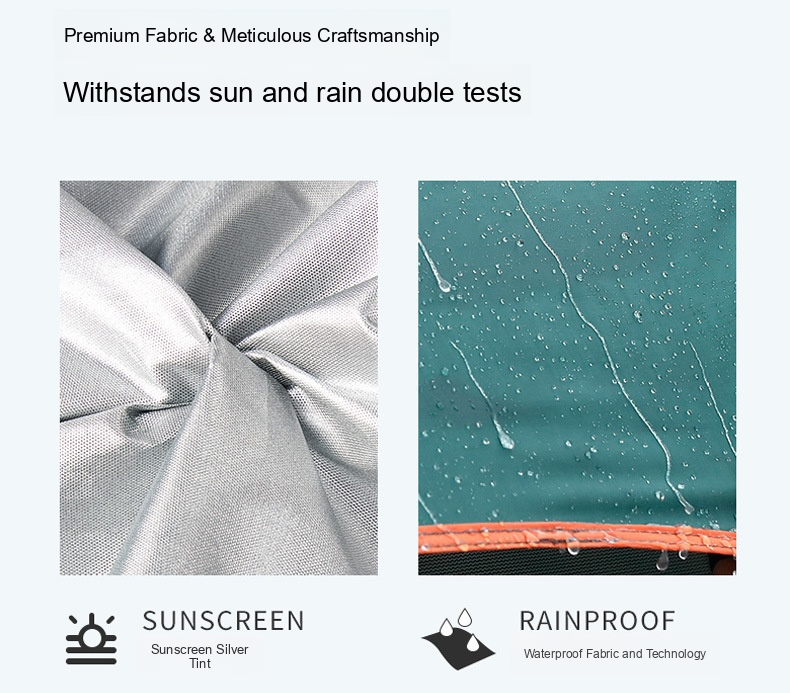 Premium Fabric & Meticulous Craftsmanship
Withstands sun and rain double tests
SUNSCREEN
Sunscreen Silver
Tint
RAINPROOF
Waterproof Fabric and Technology